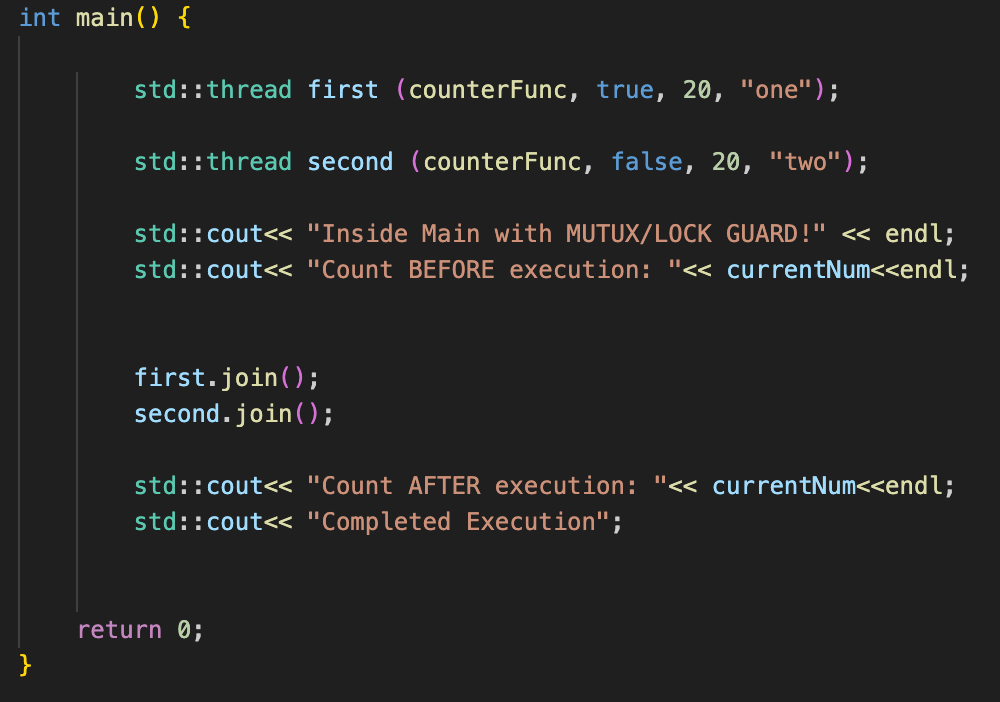 int main() {
std::thread first (counterFunc, true, 20, "one");
std::thread second (counterFunc, false, 20, "two");
std::cout<< "Inside Main with MUTUX/LOCK GUARD!" << endl;
std::cout<< "Count BEFORE execution: "<< currentNum<<endl;
first.join();
second.join();
std::cout<< "Count AFTER execution: "<< currentNum<<endl;
std::cout<< "Completed Execution";
return 0;
}